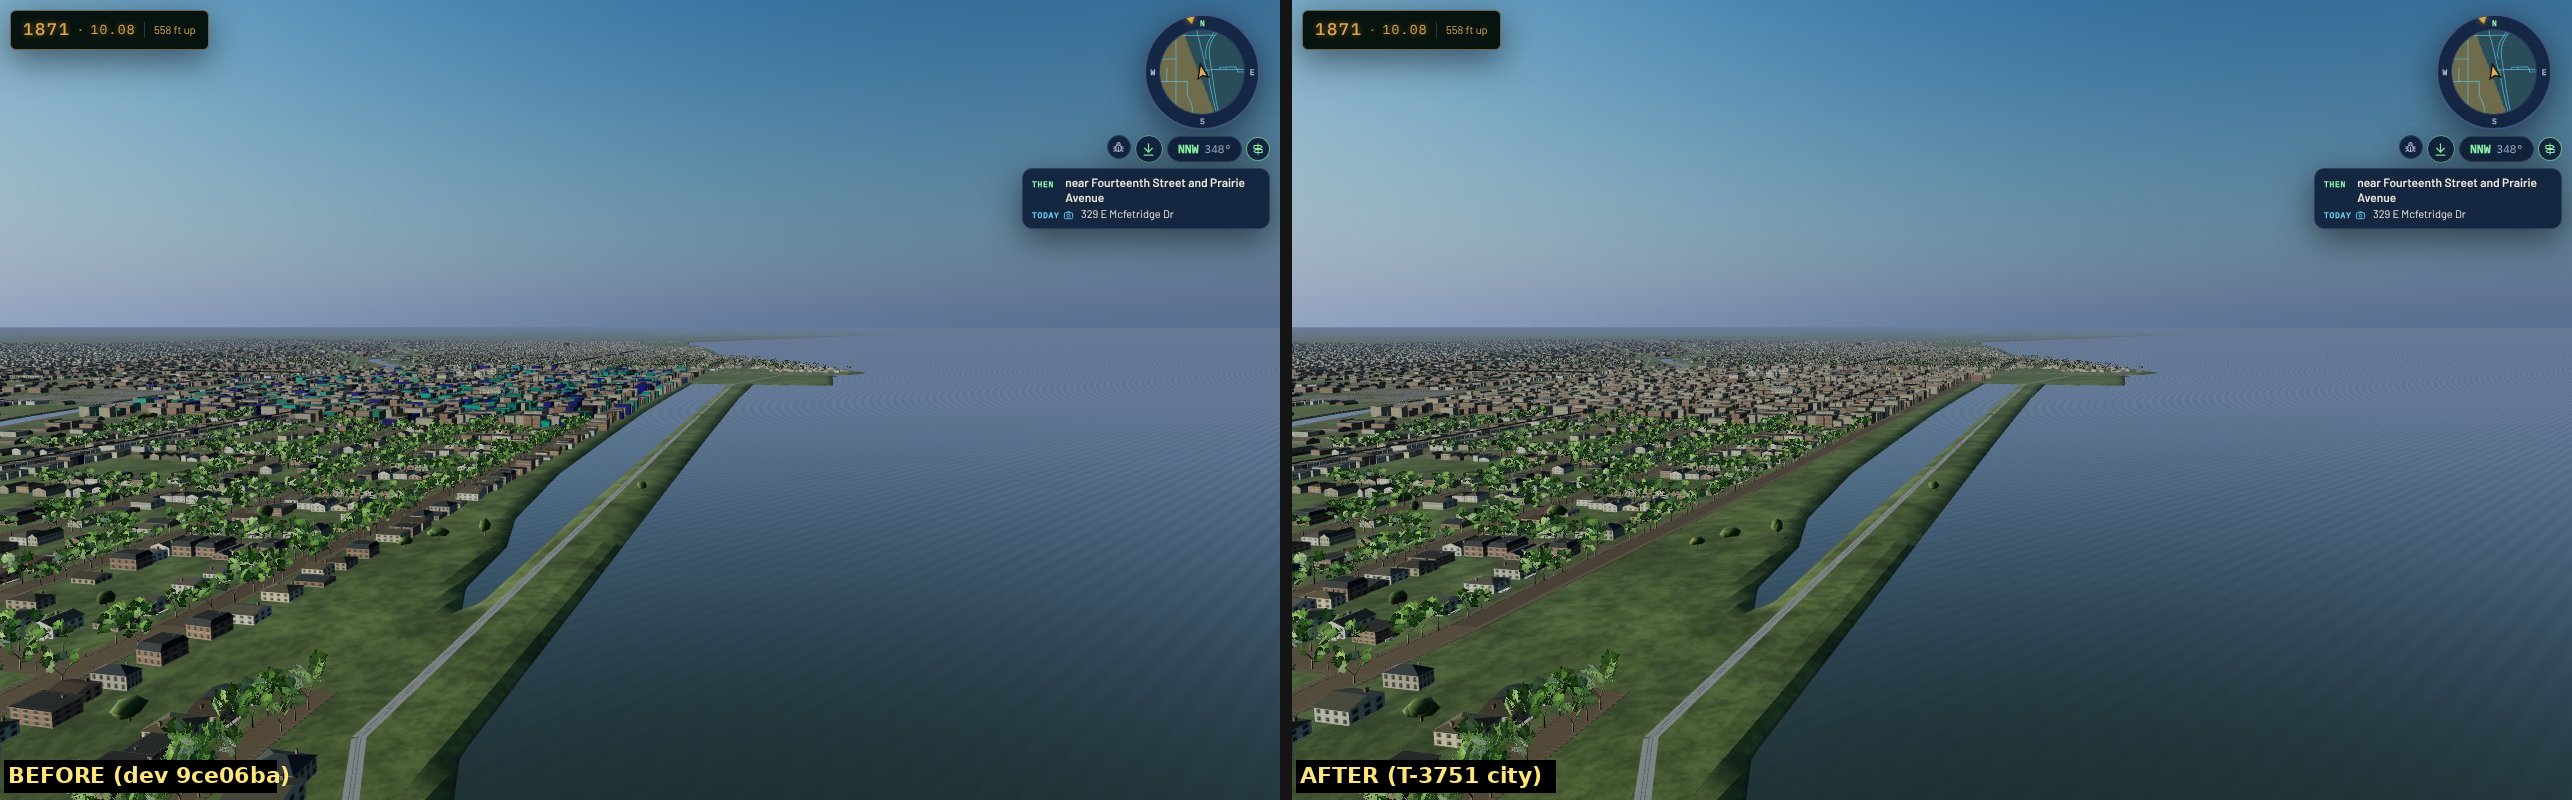 1871 · 10.08 558 ft up
N
W E
S
NNW 348°
THEN near Fourteenth Street and Prairie
Avenue
TODAY 329 E Mcfetridge Dr
BEFORE (dev 9ce06ba)
1871 · 10.08 558 ft up
N
W E
S
NNW 348°
THEN near Fourteenth Street and Prairie
Avenue
TODAY 329 E Mcfetridge Dr
AFTER (T-3751 city)